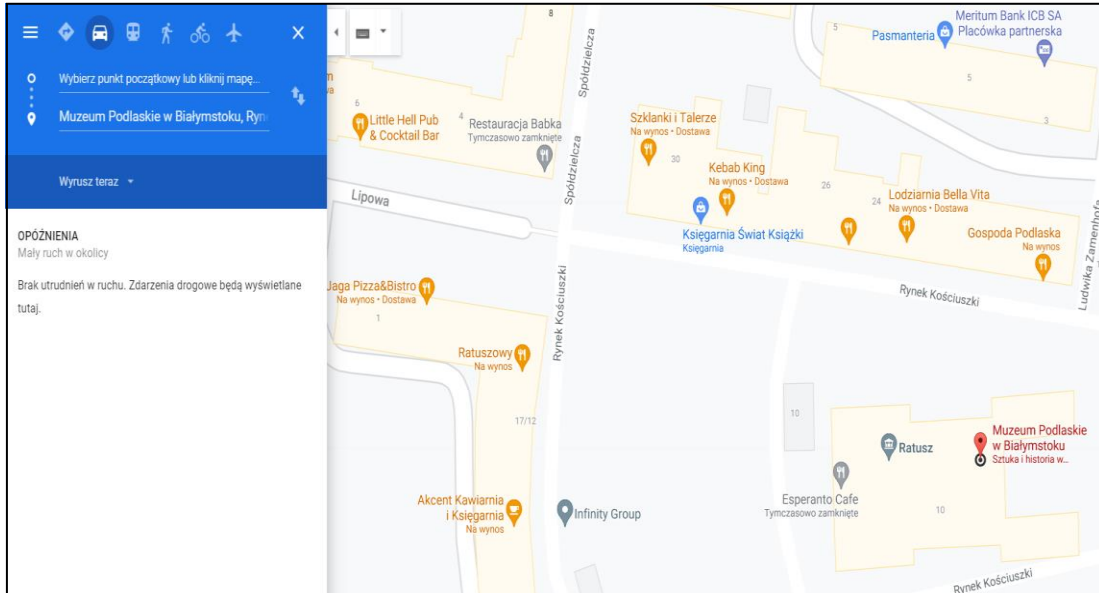 Wybierz punkt początkowy lub kliknij mapę...
Muzeum Podlaskie w Białymstoku, Ryn
Wyrusz teraz
OPÓŹNIENIA
Mały ruch w okolicy
Brak utrudnień w ruchu. Zdarzenia drogowe będą wyświetlane
tutaj.
8
Spółdzielcza
Spółdzielcza
6
Little Hell Pub
& Cocktail Bar
4
Restauracja Babka
Tymczasowo zamknięte
Lipowa
5
Pasmanteria
Meritum Bank ICB SA
Placówka partnerska
5
3
Szklanki i Talerze
Na wynos • Dostawa
30
Kebab King
Na wynos • Dostawa
26
24
Lodziarnia Bella Vita
Na wynos • Dostawa
Księgarnia Świat Książki
Księgarnia
Gospoda Podlaska
Na wynos
Ludwika Zamenhofa
Rynek Kościuszki
Jaga Pizza&Bistro
Na wynos • Dostawa
1
Rynek Kościuszki
Ratuszowy
Na wynos
17/12
10
Ratusz
Muzeum Podlaskie
w Białymstoku
Sztuka i historia w...
Esperanto Cafe
Tymczasowo zamknięte
10
Akcent Kawiarnia
i Księgarnia
Na wynos
Infinity Group
Rynek Kościuszki